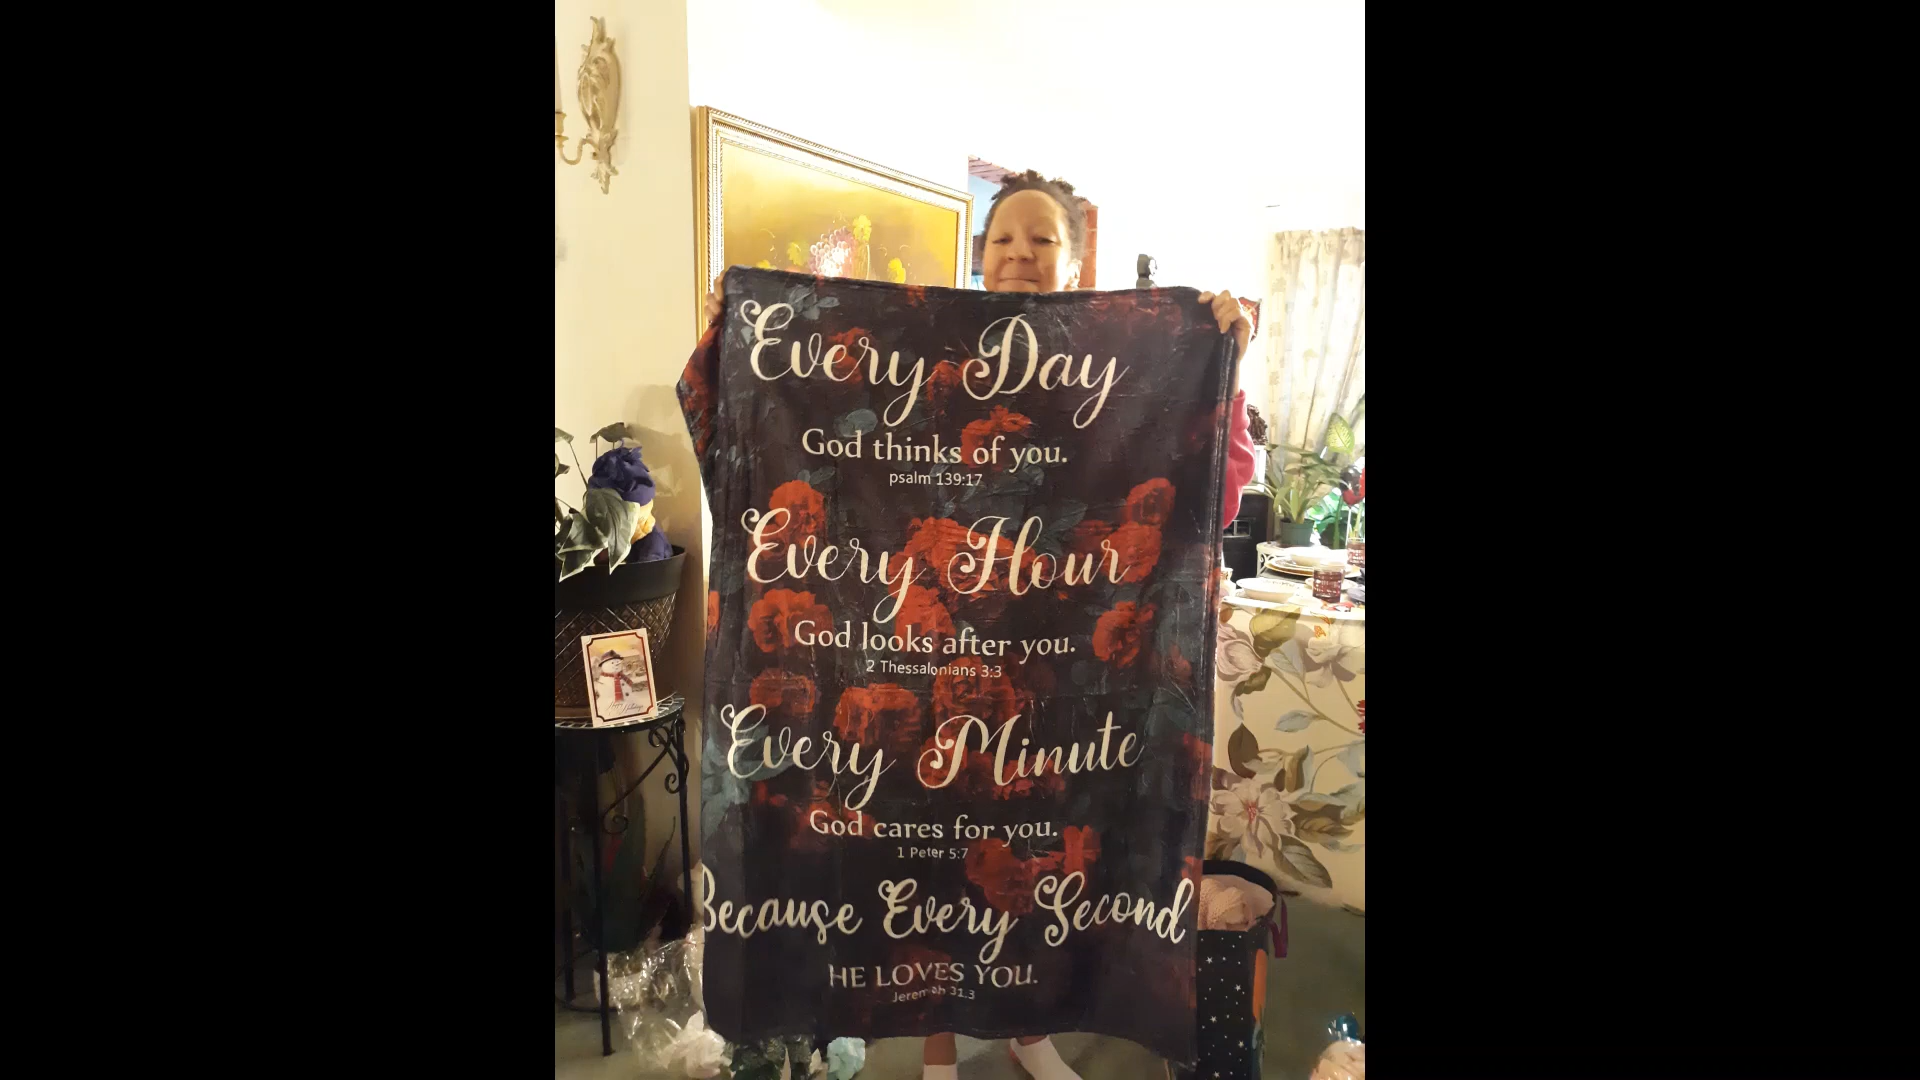 Every Day
God thinks of you.
psalm 139:17
Every Hour
God looks after you.
2 Thessalonians 3:3
Every Minute
God cares for you.
1 Peter 5:7
Because Every Second
HE LOVES YOU.
Jeremiah 31:3